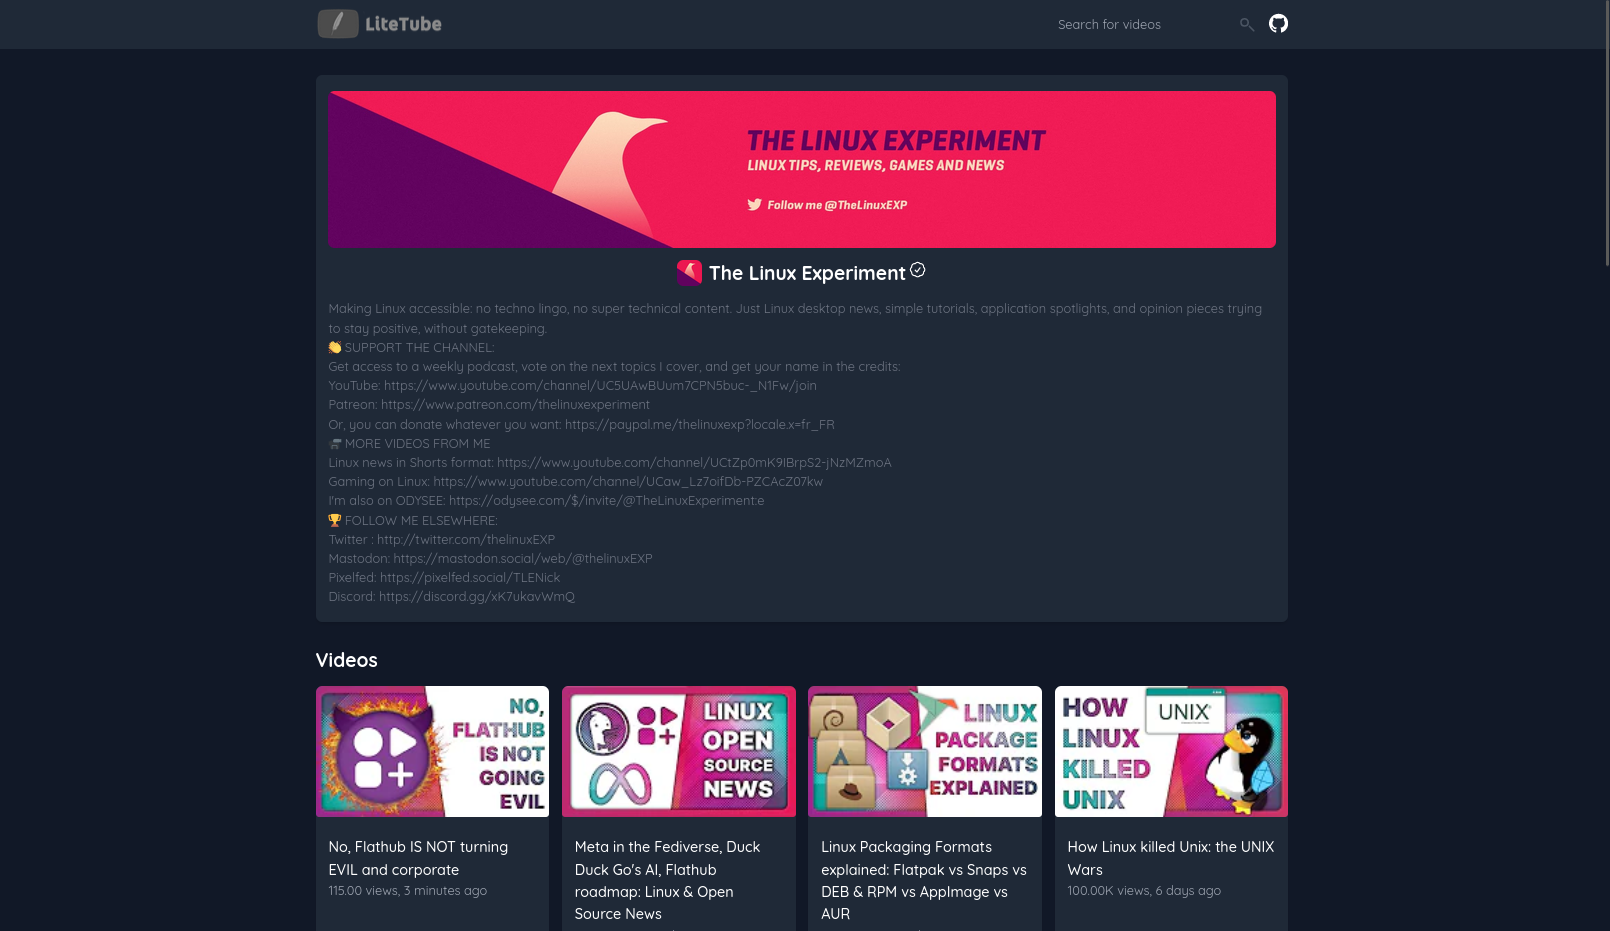 LiteTube
Search for videos
THE LINUX EXPERIMENT
LINUX TIPS, REVIEWS, GAMES AND NEWS
Follow me @TheLinuxEXP
The Linux Experiment
Making Linux accessible: no techno lingo, no super technical content. Just Linux desktop news, simple tutorials, application spotlights, and opinion pieces trying
to stay positive, without gatekeeping.
👏 SUPPORT THE CHANNEL:
Get access to a weekly podcast, vote on the next topics I cover, and get your name in the credits:
YouTube: https://www.youtube.com/channel/UC5UAwBUum7CPN5buc-_N1Fw/join
Patreon: https://www.patreon.com/thelinuxexperiment
Or, you can donate whatever you want: https://paypal.me/thelinuxexp?locale.x=fr_FR
🎥 MORE VIDEOS FROM ME
Linux news in Shorts format: https://www.youtube.com/channel/UCtZp0mK9IBrpS2-jNzMZmoA
Gaming on Linux: https://www.youtube.com/channel/UCaw_Lz7oifDb-PZCAcZ07kw
I'm also on ODYSEE: https://odysee.com/$/invite/@TheLinuxExperiment:e
🏆 FOLLOW ME ELSEWHERE:
Twitter : http://twitter.com/thelinuxEXP
Mastodon: https://mastodon.social/web/@thelinuxEXP
Pixelfed: https://pixelfed.social/TLENick
Discord: https://discord.gg/xK7ukavWmQ
Videos
NO,
FLATHUB
IS NOT
GOING
EVIL
No, Flathub IS NOT turning
EVIL and corporate
115.00 views, 3 minutes ago
LINUX
OPEN
SOURCE
NEWS
Meta in the Fediverse, Duck
Duck Go's AI, Flathub
roadmap: Linux & Open
Source News
LINUX
PACKAGE
FORMATS
EXPLAINED
Linux Packaging Formats
explained: Flatpak vs Snaps vs
DEB & RPM vs AppImage vs
AUR
HOW
LINUX
KILLED
UNIX
UNIX
How Linux killed Unix: the UNIX
Wars
100.00K views, 6 days ago